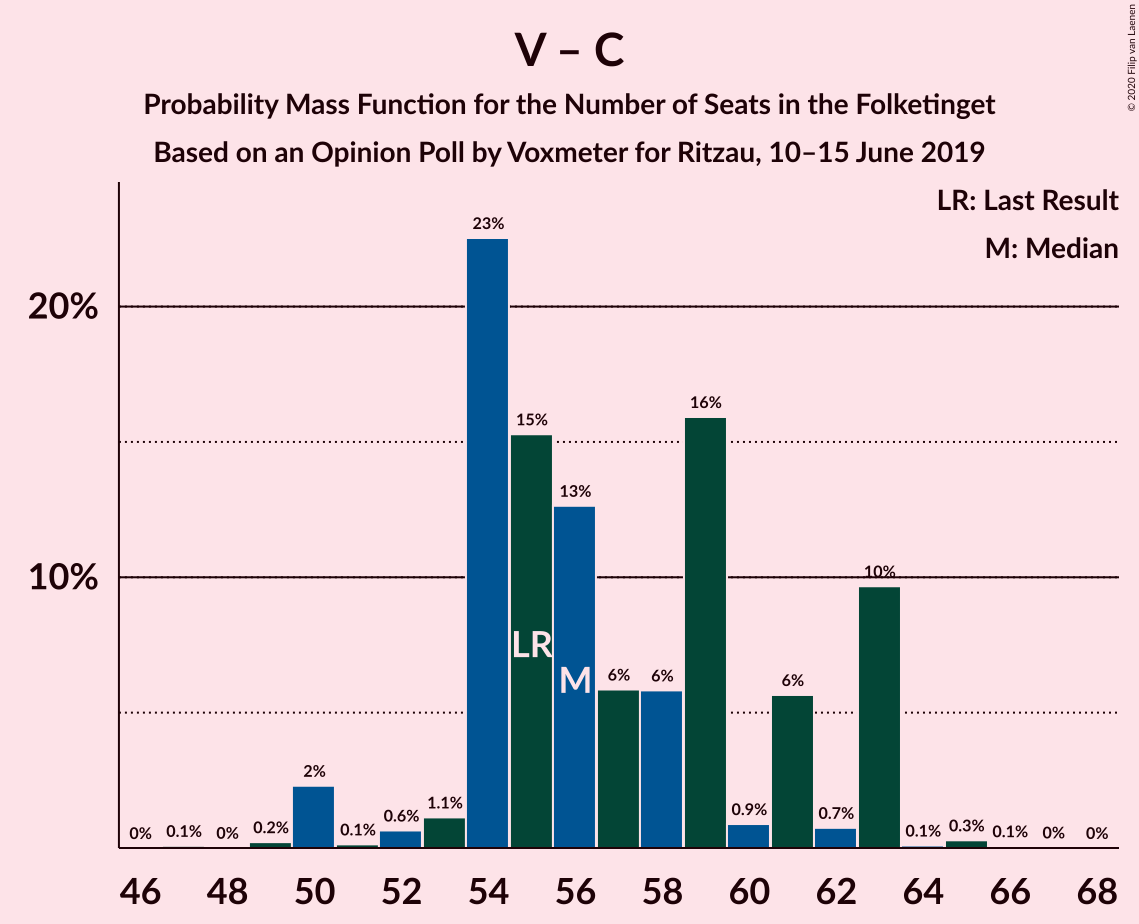 V – C
Probability Mass Function for the Number of Seats in the Folketinget
Based on an Opinion Poll by Voxmeter for Ritzau, 10–15 June 2019
© 2020 Filip van Laenen
LR: Last Result
M: Median
20%
10%
0% 0.1% 0% 0.2% 2% 0.1% 0.6% 1.1% 23% 15% 13% 6% 6% 16% 0.9% 6% 0.7% 10% 0.1% 0.3% 0.1% 0% 0%
LR
M
46 48 50 52 54 56 58 60 62 64 66 68